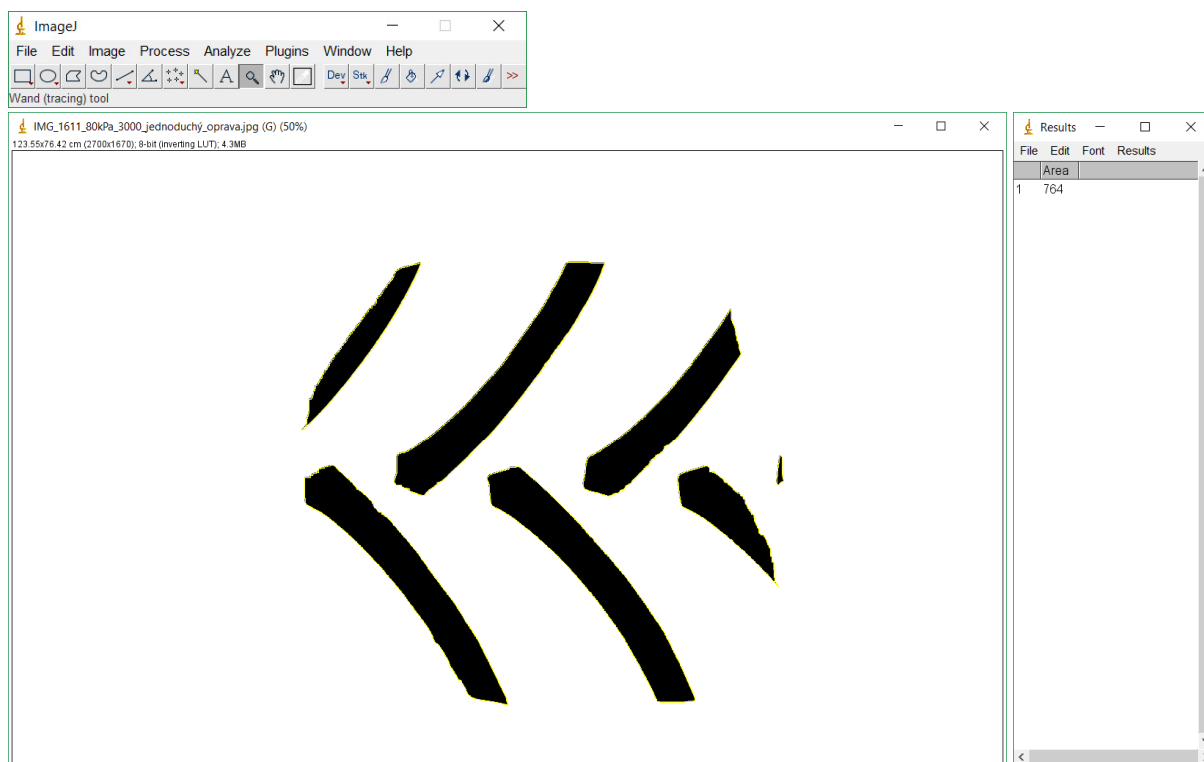 ImageJ
File Edit Image Process Analyze Plugins Window Help
A Dev Stk >>
Wand (tracing) tool
IMG_1611_80kPa_3000_jednoduchý_oprava.jpg (G) (50%)
123.55x76.42 cm (2700x1670); 8-bit (inverting LUT); 4.3MB
Results
File Edit Font Results
Area
1 764